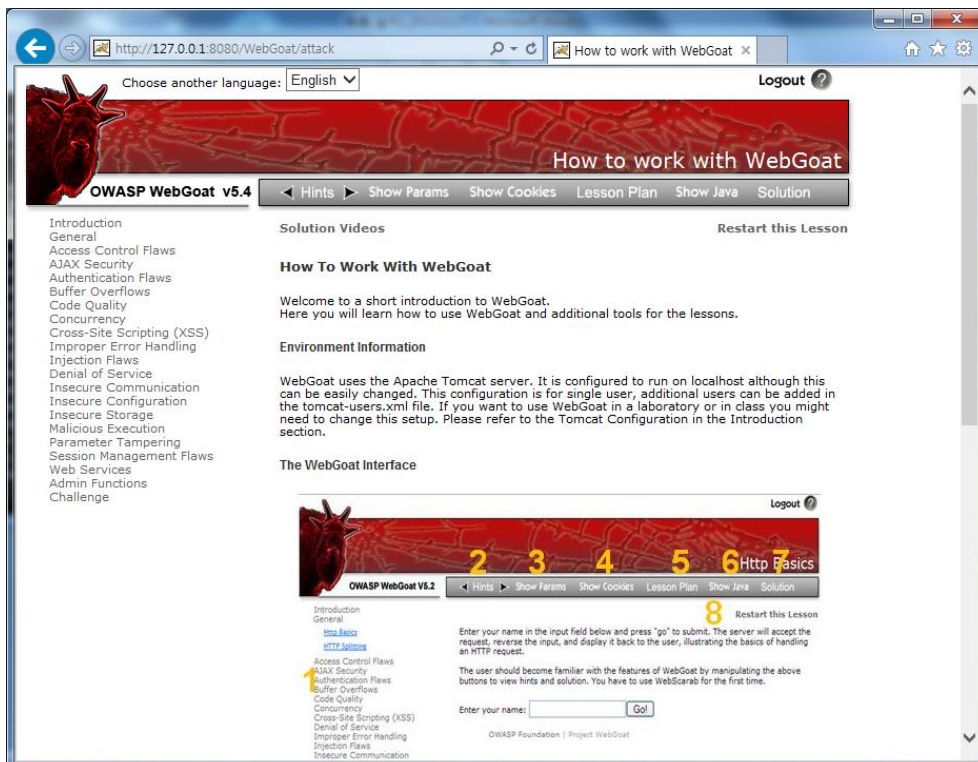 http://127.0.0.1:8080/WebGoat/attack
How to work with WebGoat
Choose another language: English
Logout
How to work with WebGoat
OWASP WebGoat v5.4
Hints Show Params Show Cookies Lesson Plan Show Java Solution
Introduction
General
Access Control Flaws
AJAX Security
Authentication Flaws
Buffer Overflows
Code Quality
Concurrency
Cross-Site Scripting (XSS)
Improper Error Handling
Injection Flaws
Denial of Service
Insecure Communication
Insecure Configuration
Insecure Storage
Malicious Execution
Parameter Tampering
Session Management Flaws
Web Services
Admin Functions
Challenge
Solution Videos
Restart this Lesson
How To Work With WebGoat
Welcome to a short introduction to WebGoat.
Here you will learn how to use WebGoat and additional tools for the lessons.
Environment Information
WebGoat uses the Apache Tomcat server. It is configured to run on localhost although this
can be easily changed. This configuration is for single user, additional users can be added in
the tomcat-users.xml file. If you want to use WebGoat in a laboratory or in class you might
need to change this setup. Please refer to the Tomcat Configuration in the Introduction
section.
The WebGoat Interface
Logout
2 3 4 5 6 7
Http Basics
OWASP WebGoat V5.2
Hints Show Params Show Cookies Lesson Plan Show Java Solution
8
Restart this Lesson
Introduction
General
Http Basics
HTTP Splitting
Access Control Flaws
AJAX Security
1
Authentication Flaws
Buffer Overflows
Code Quality
Concurrency
Cross-Site Scripting (XSS)
Denial of Service
Improper Error Handling
Injection Flaws
Insecure Communication
Enter your name in the input field below and press "go" to submit. The server will accept the
request, reverse the input, and display it back to the user, illustrating the basics of handling
an HTTP request.
The user should become familiar with the features of WebGoat by manipulating the above
buttons to view hints and solution. You have to use WebScarab for the first time.
Enter your name: Go!
OWASP Foundation | Project WebGoat